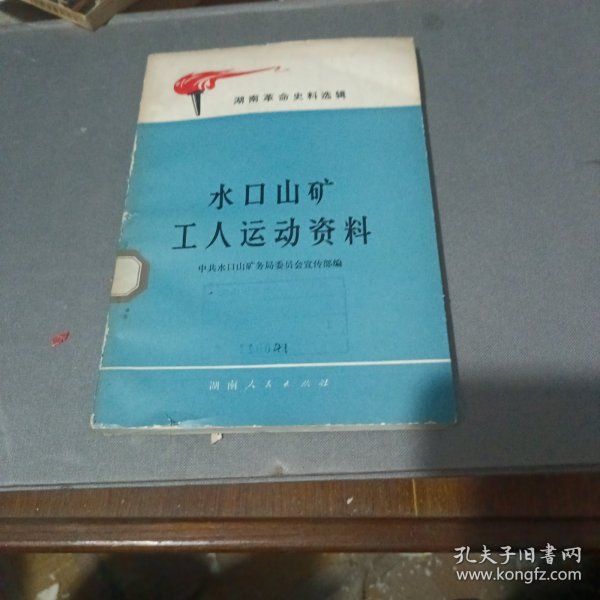 湖南革命史料选辑
水口山矿
工人运动资料
中共水口山矿务局委员会宣传部编
湖南人民出版社
孔夫子旧书网
www.kongfz.com